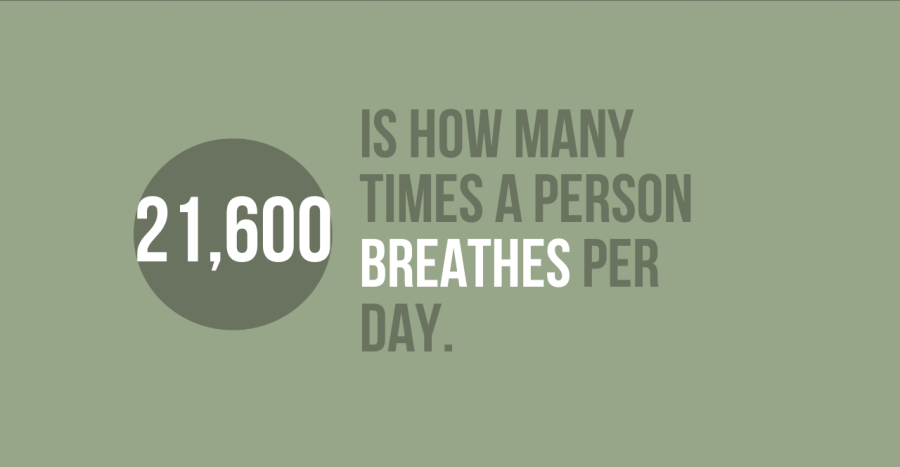 21,600
IS HOW MANY
TIMES A PERSON
BREATHES PER
DAY.